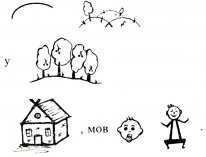 у
, мов .